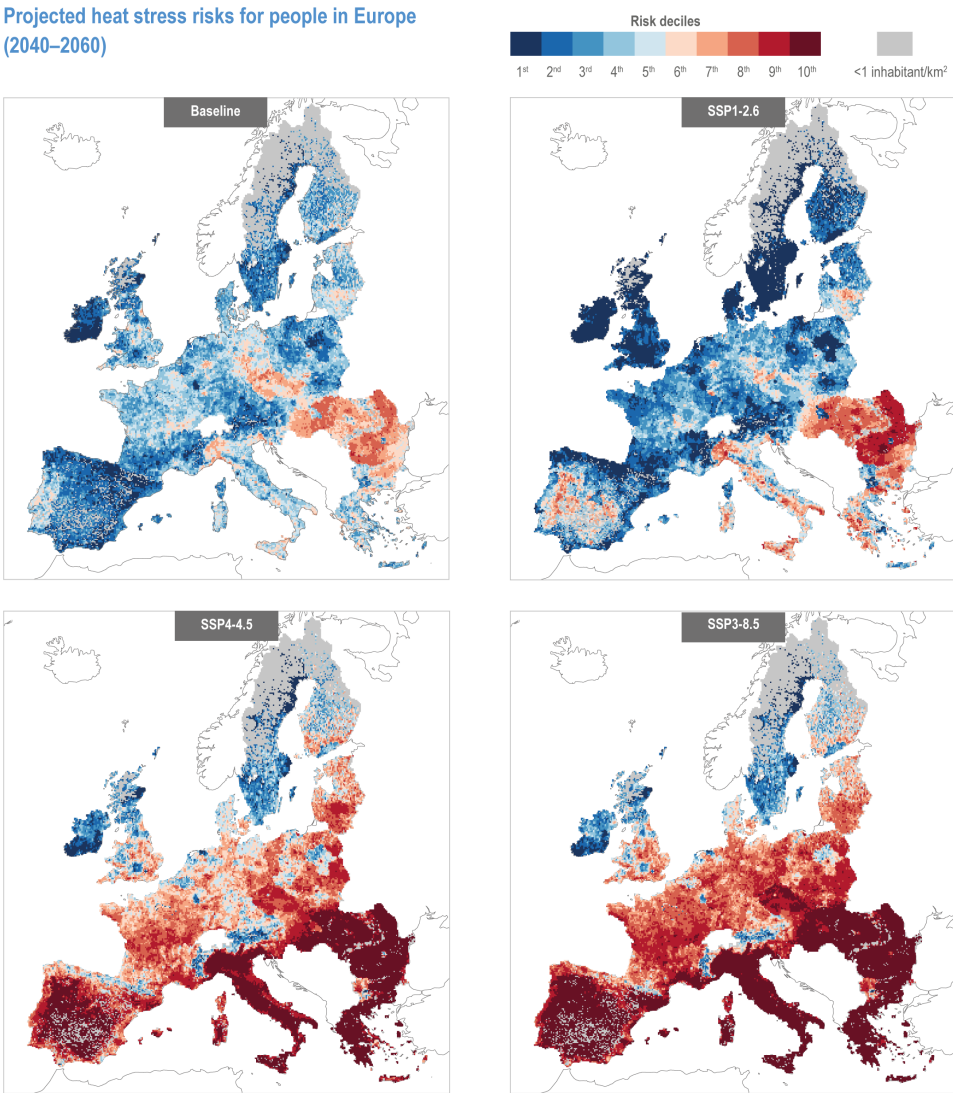 Projected heat stress risks for people in Europe
(2040–2060)
Risk deciles
1st 2nd 3rd 4th 5th 6th 7th 8th 9th 10th <1 inhabitant/km²
Baseline
SSP1-2.6
SSP4-4.5
SSP3-8.5